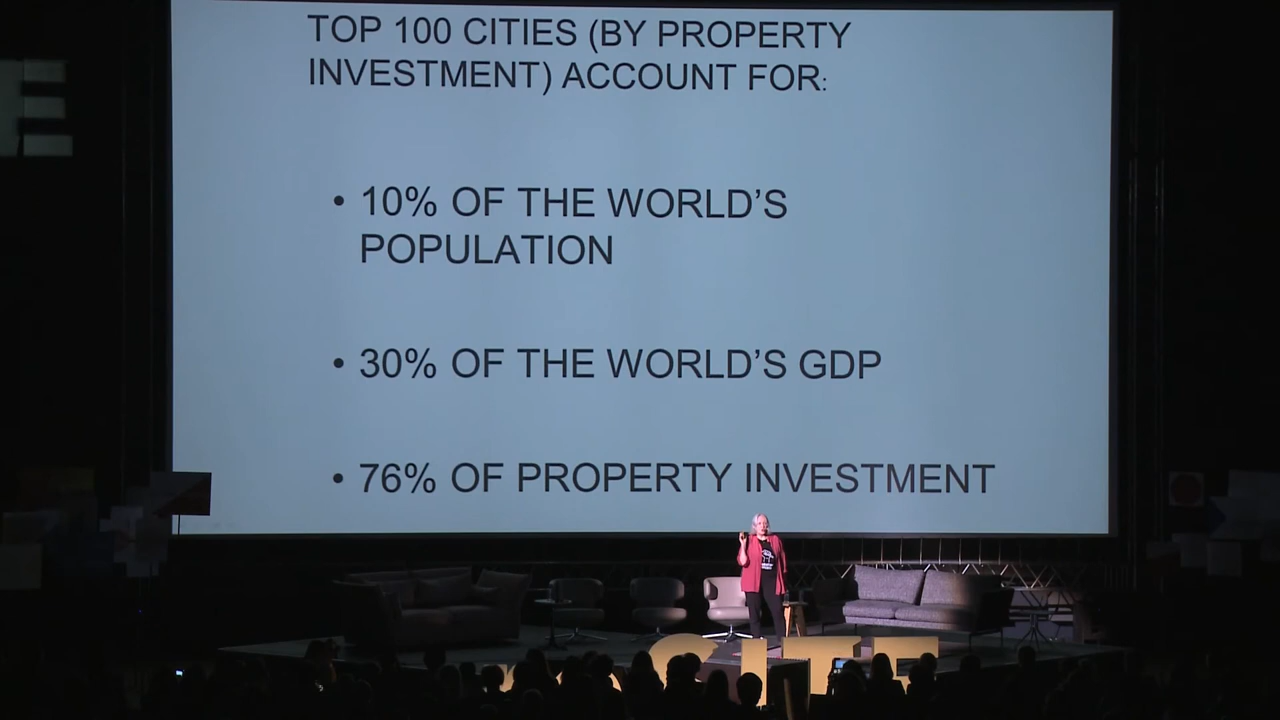 TOP 100 CITIES (BY PROPERTY
INVESTMENT) ACCOUNT FOR:
• 10% OF THE WORLD'S
POPULATION
• 30% OF THE WORLD'S GDP
• 76% OF PROPERTY INVESTMENT